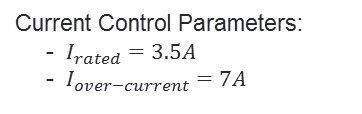 Current Control Parameters:
- I_rated = 3.5A
- I_over−current = 7A